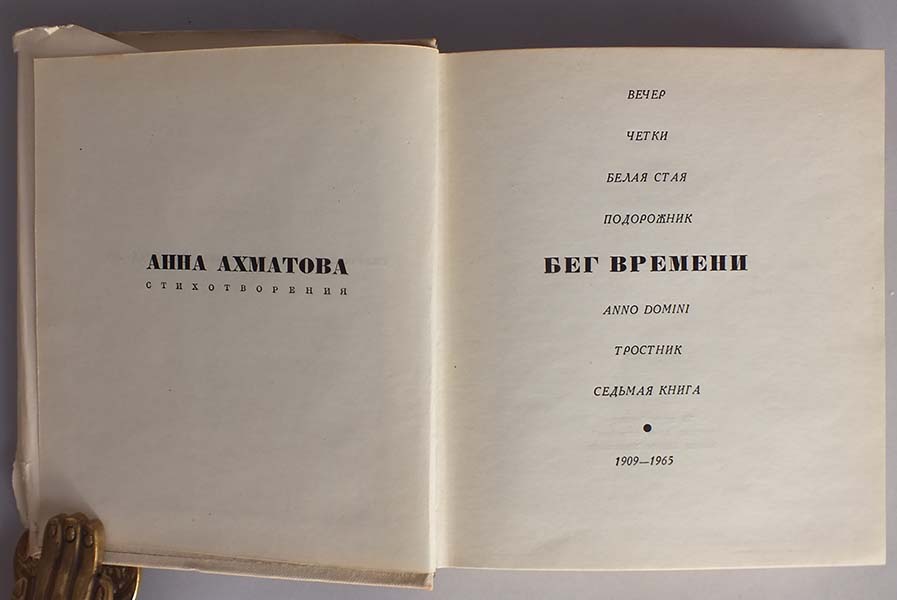 АННА АХМАТОВА
СТИХОТВОРЕНИЯ
ВЕЧЕР
ЧЕТКИ
БЕЛАЯ СТАЯ
ПОДОРОЖНИК
БЕГ ВРЕМЕНИ
ANNO DOMINI
ТРОСТНИК
СЕДЬМАЯ КНИГА
●
1909—1965